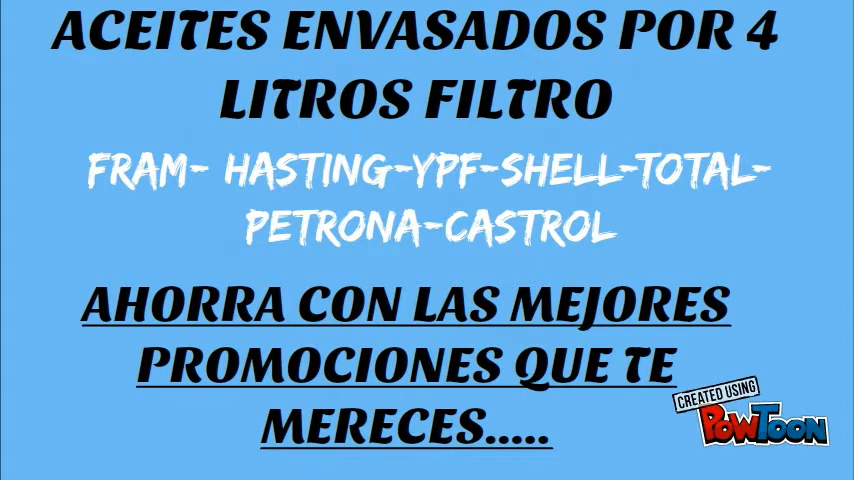 ACEITES ENVASADOS POR 4
LITROS FILTRO
FRAM- HASTING-YPF-SHELL-TOTAL-
PETRONA-CASTROL
AHORRA CON LAS MEJORES
PROMOCIONES QUE TE
MERECES.....
CREATED USING
POWTOON